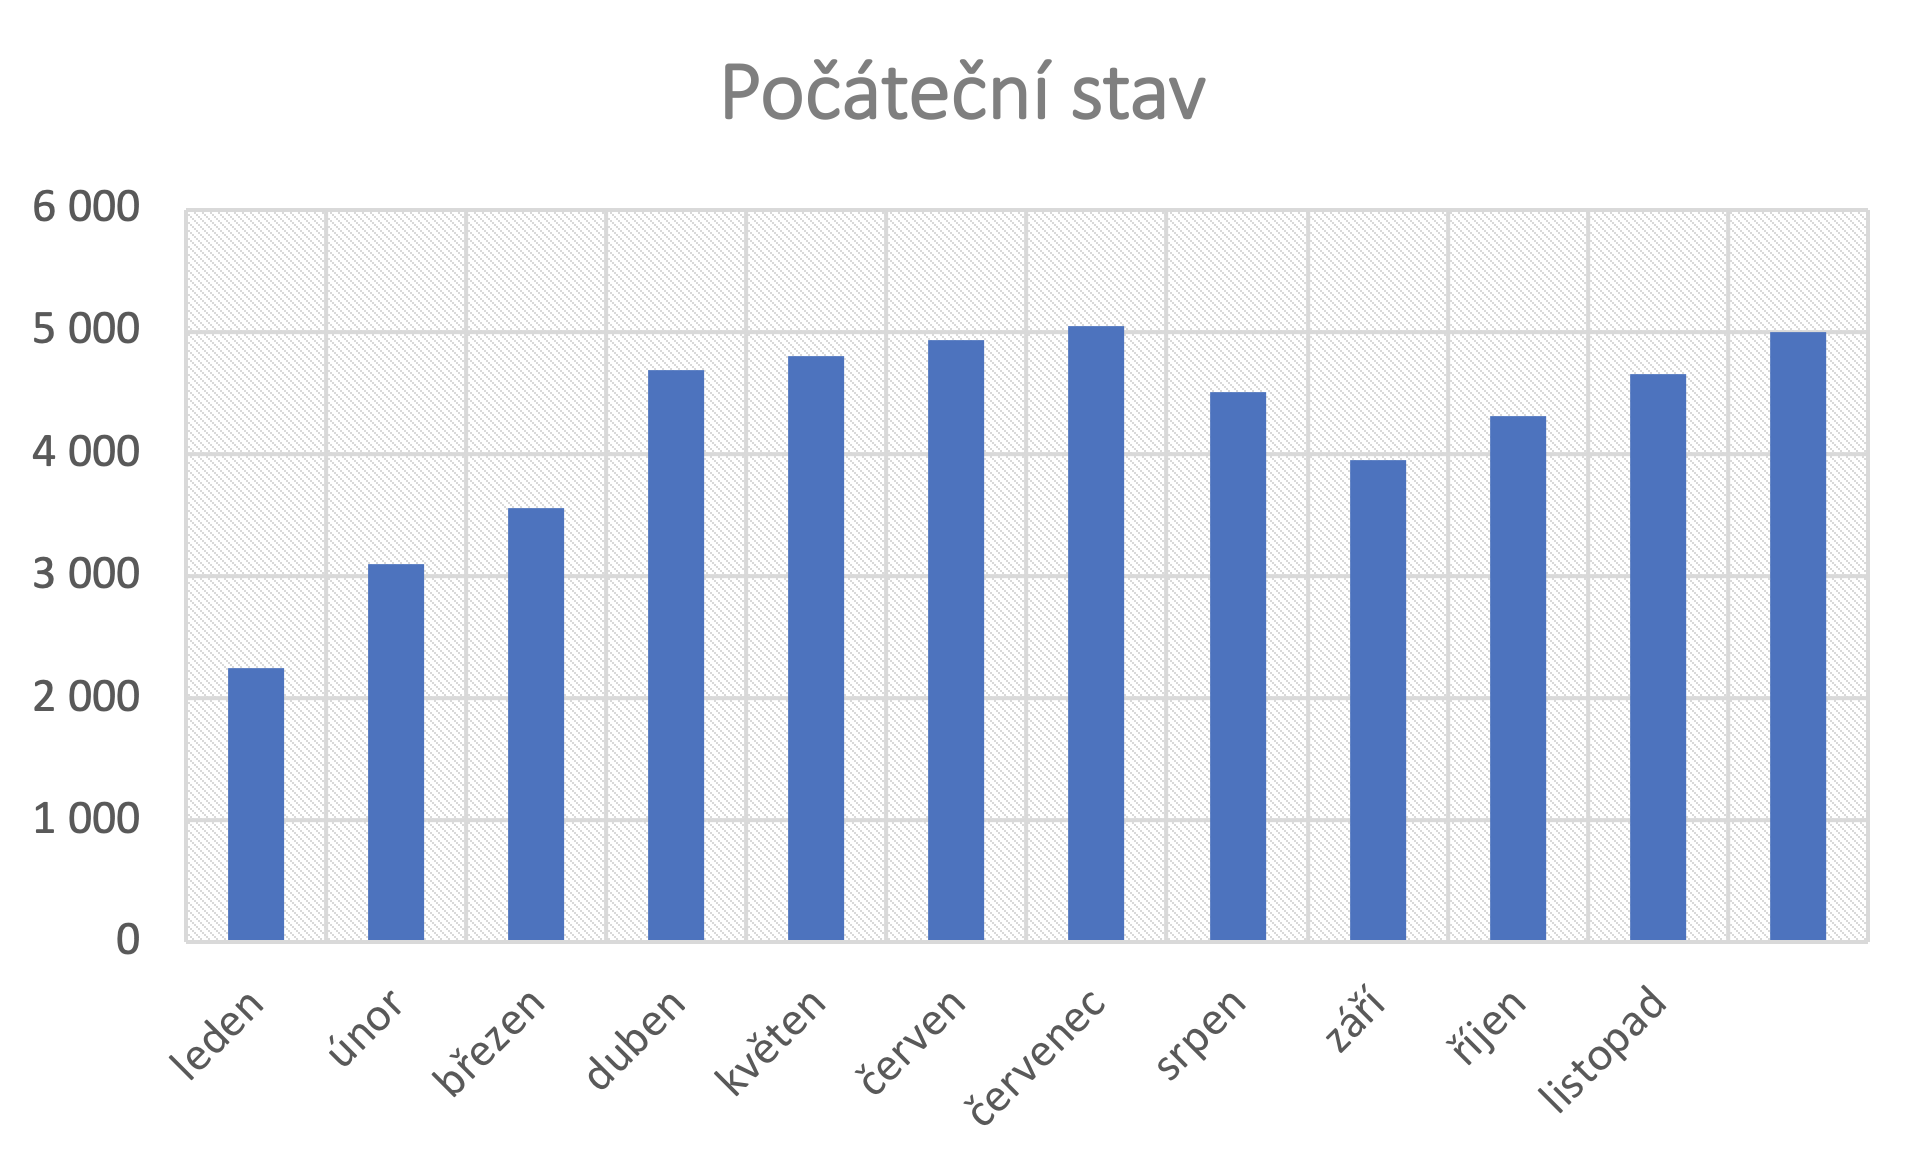 Počáteční stav
6 000
5 000
4 000
3 000
2 000
1 000
0
leden
únor
březen
duben
květen
červen
červenec
srpen
září
říjen
listopad